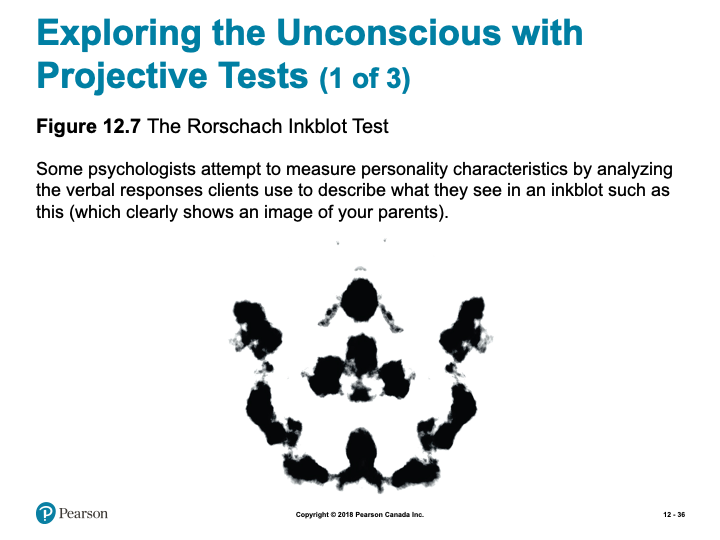 Exploring the Unconscious with
Projective Tests (1 of 3)
Figure 12.7 The Rorschach Inkblot Test
Some psychologists attempt to measure personality characteristics by analyzing
the verbal responses clients use to describe what they see in an inkblot such as
this (which clearly shows an image of your parents).
Pearson
Copyright © 2018 Pearson Canada Inc.
12 - 36